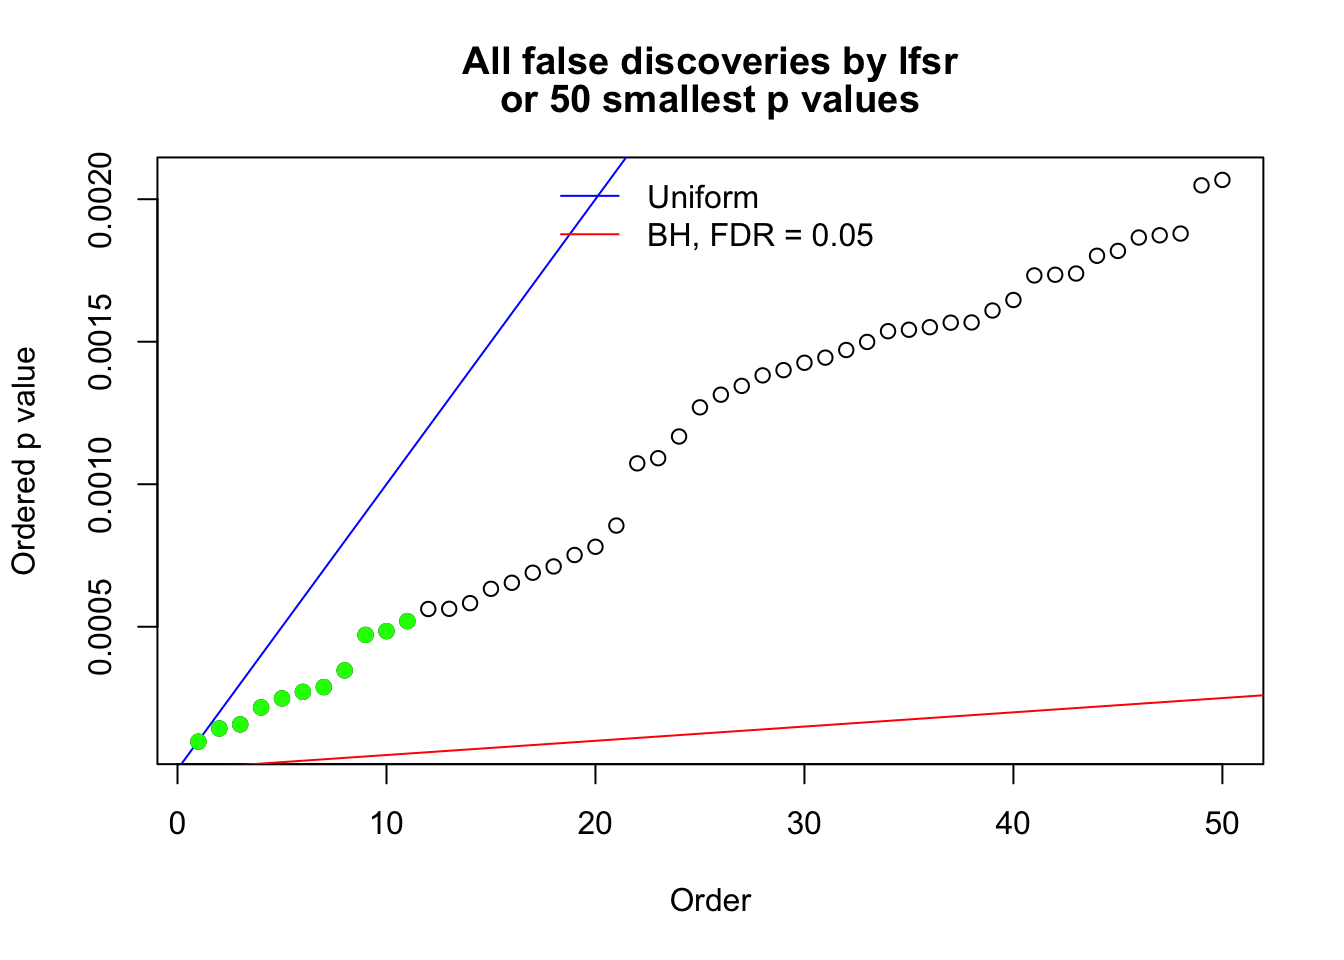 All false discoveries by lfsr
or 50 smallest p values
Uniform
BH, FDR = 0.05
Ordered p value
0.0020
0.0015
0.0010
0.0005
0 10 20 30 40 50
Order